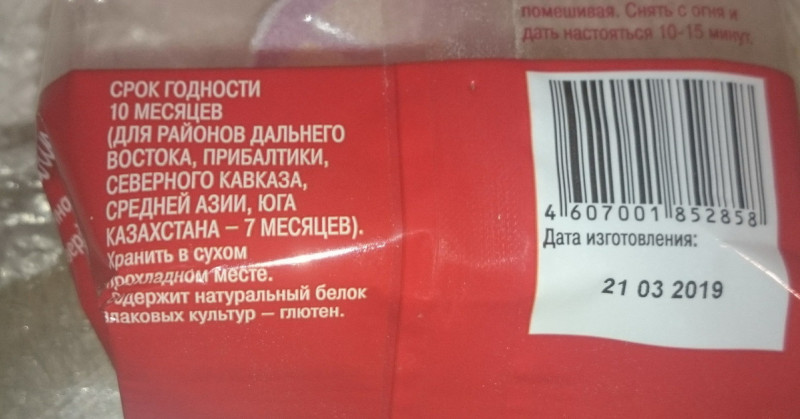 помешивая. Снять с огня и
дать настояться 10-15 минут.
СРОК ГОДНОСТИ
10 МЕСЯЦЕВ
(ДЛЯ РАЙОНОВ ДАЛЬНЕГО
ВОСТОКА, ПРИБАЛТИКИ,
СЕВЕРНОГО КАВКАЗА,
СРЕДНЕЙ АЗИИ, ЮГА
КАЗАХСТАНА – 7 МЕСЯЦЕВ).
Хранить в сухом
прохладном месте.
Содержит натуральный белок
злаковых культур – глютен.
4 607001 852858
Дата изготовления:
21 03 2019